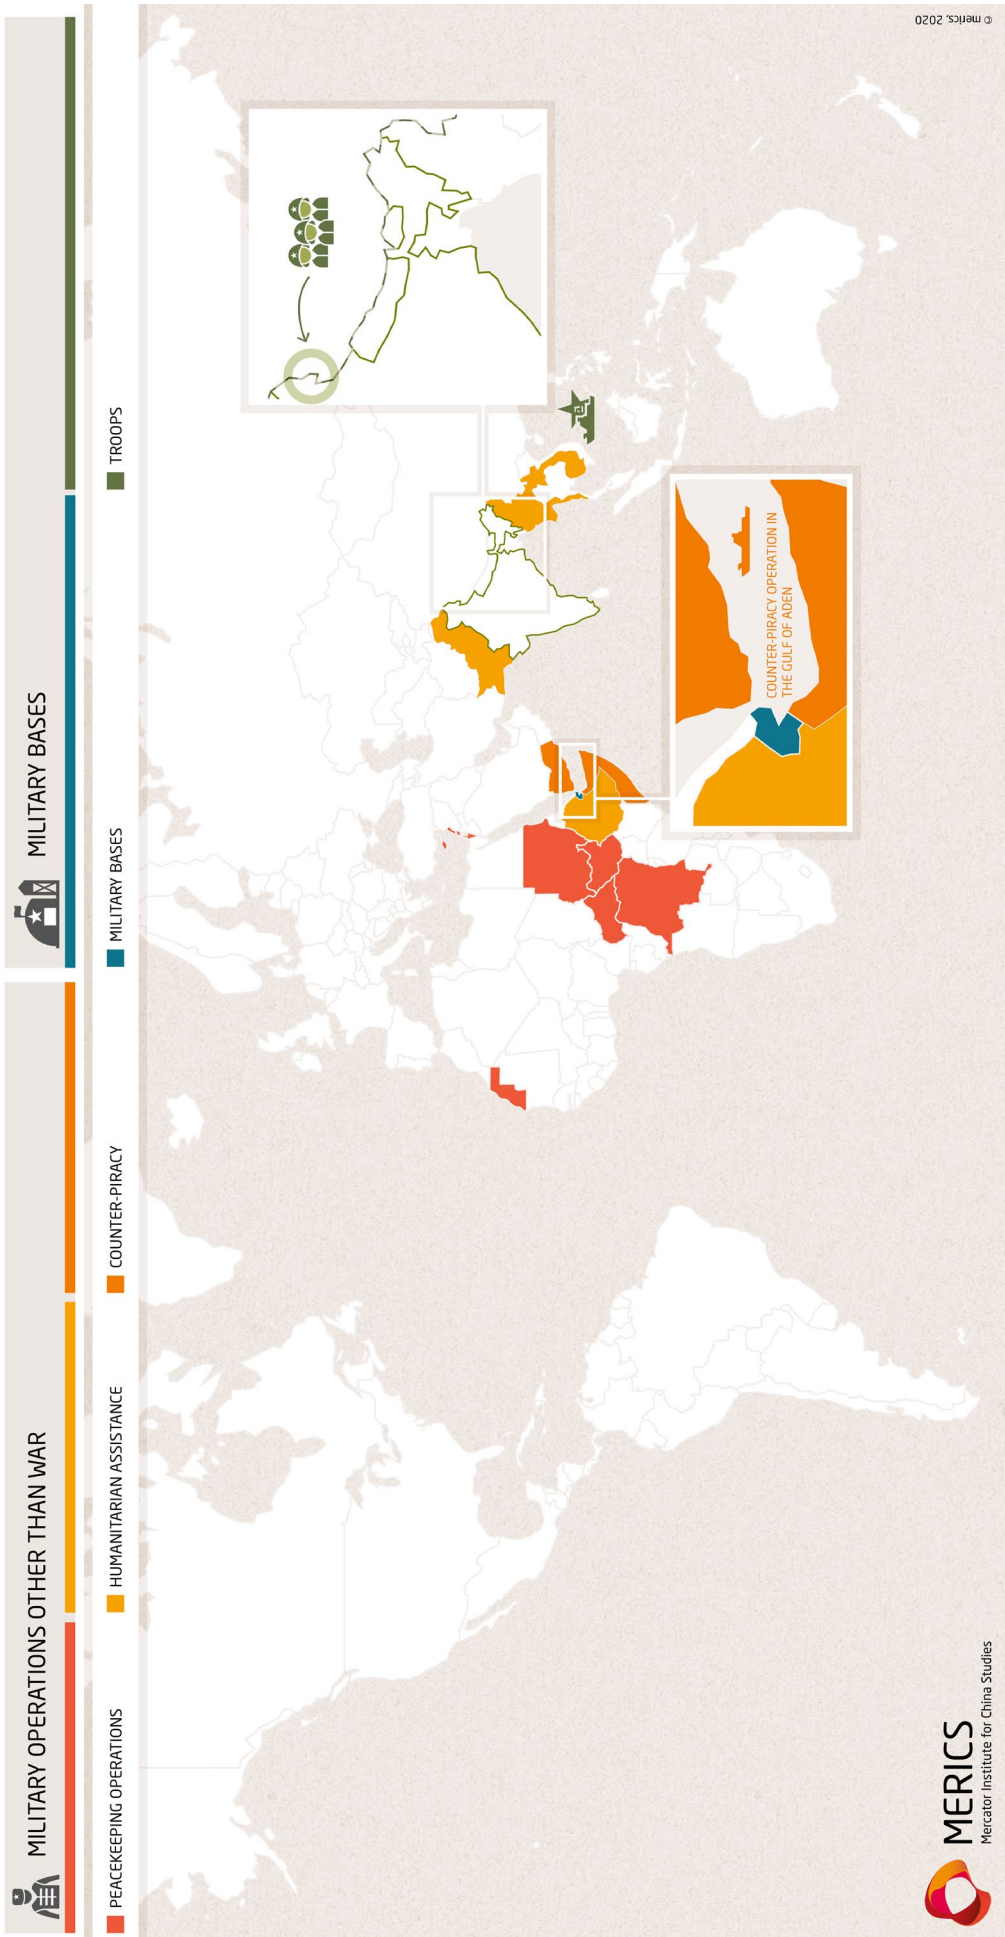 MILITARY OPERATIONS OTHER THAN WAR
MILITARY BASES
PEACEKEEPING OPERATIONS
HUMANITARIAN ASSISTANCE
COUNTER-PIRACY
MILITARY BASES
TROOPS
COUNTER-PIRACY OPERATION IN
THE GULF OF ADEN
MERICS
Mercator Institute for China Studies
© merics, 2020